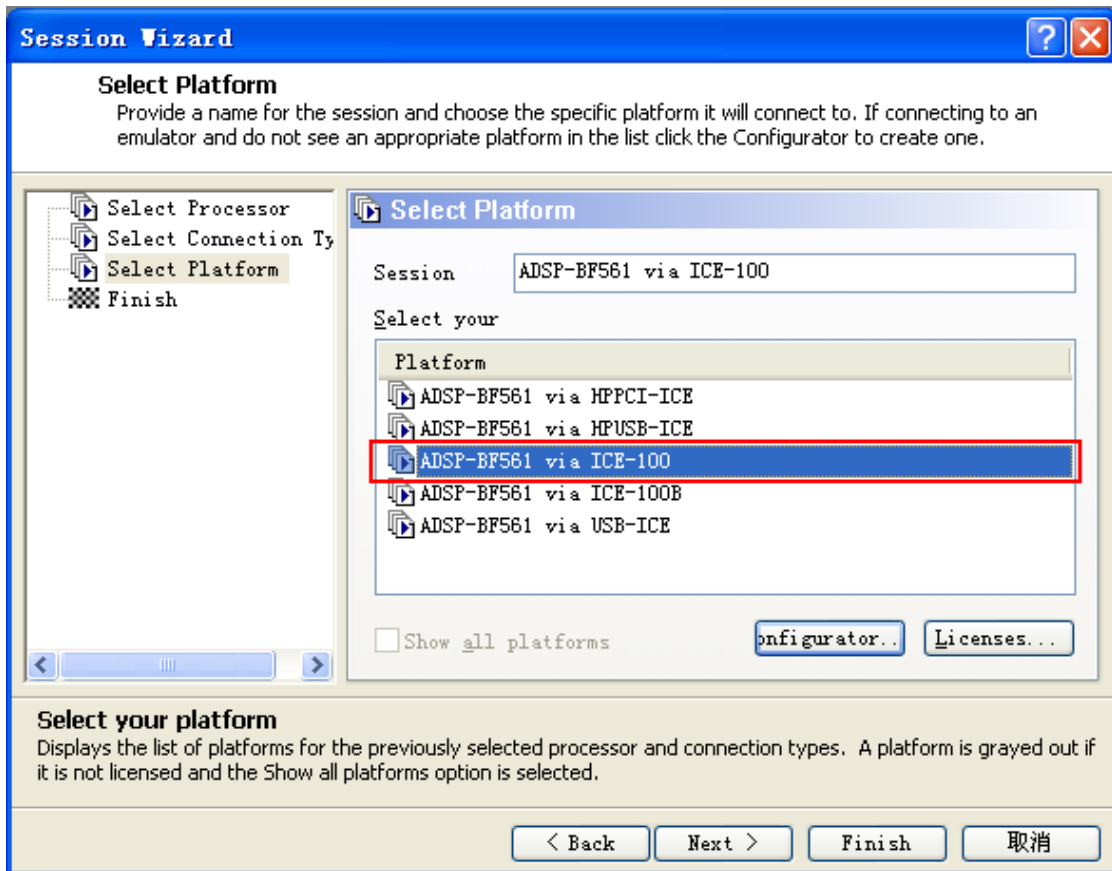 Session Wizard
Select Platform
Provide a name for the session and choose the specific platform it will connect to. If connecting to an
emulator and do not see an appropriate platform in the list click the Configurator to create one.
Select Processor
Select Connection Ty
Select Platform
Finish
Select Platform
Session
ADSP-BF561 via ICE-100
Select your
Platform
ADSP-BF561 via HPPCI-ICE
ADSP-BF561 via HPUSB-ICE
ADSP-BF561 via ICE-100
ADSP-BF561 via ICE-100B
ADSP-BF561 via USB-ICE
Show all platforms
onfigurator..
Licenses...
Select your platform
Displays the list of platforms for the previously selected processor and connection types. A platform is grayed out if
it is not licensed and the Show all platforms option is selected.
< Back
Next >
Finish
取消